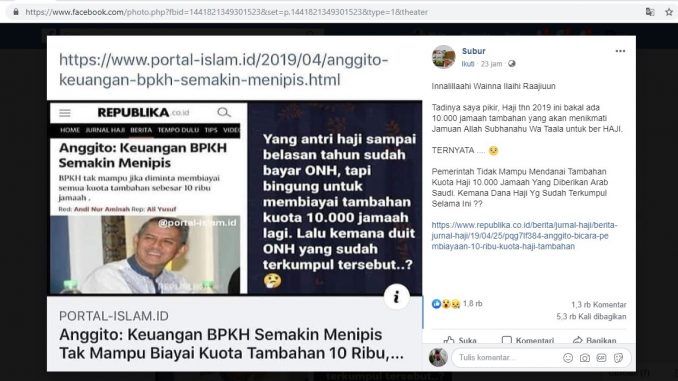 https://www.facebook.com/photo.php?fbid=1441821349301523&set=p.1441821349301523&type=1&theater
https://www.portal-islam.id/2019/04/anggito-
keuangan-bpkh-semakin-menipis.html
REPUBLIKA.co.id
HOME JURNAL HAJI BERITA TEMPO DULU TIPS VIDEO
Anggito: Keuangan BPKH
Semakin Menipis
BPKH tak mampu jika diminta membiayai
semua kuota tambahan sebesar 10 ribu
jamaah .
Red: Andi Nur Aminah Rep: Ali Yusuf
@portal-islam.id
REPUBLIKA
Yang antri haji sampai
belasan tahun sudah
bayar ONH, tapi
bingung untuk
membiayai tambahan
kuota 10.000 jamaah
lagi. Lalu kemana duit
ONH yang sudah
terkumpul tersebut..?
PORTAL-ISLAM.ID
Anggito: Keuangan BPKH Semakin Menipis
Tak Mampu Biayai Kuota Tambahan 10 Ribu,...
Subur
Ikuti · 23 jam
Innalillaahi Wainna Ilaihi Raajiuun
Tadinya saya pikir, Haji thn 2019 ini bakal ada
10.000 jamaah tambahan yang akan menikmati
Jamuan Allah Subhanahu Wa Taala untuk ber HAJI.
TERNYATA ....
Pemerintah Tidak Mampu Mendanai Tambahan
Kuota Haji 10.000 Jamaah Yang Diberikan Arab
Saudi. Kemana Dana Haji Yg Sudah Terkumpul
Selama Ini ??
https://www.republika.co.id/berita/jurnal-haji/berita-
jurnal-haji/19/04/25/pqg7lf384-anggito-bicara-pe
mbiayaan-10-ribu-kuota-haji-tambahan
1,8 rb
1,3 rb Komentar
5,3 rb Kali dibagikan
Suka Komentari Bagikan
Tulis komentar...